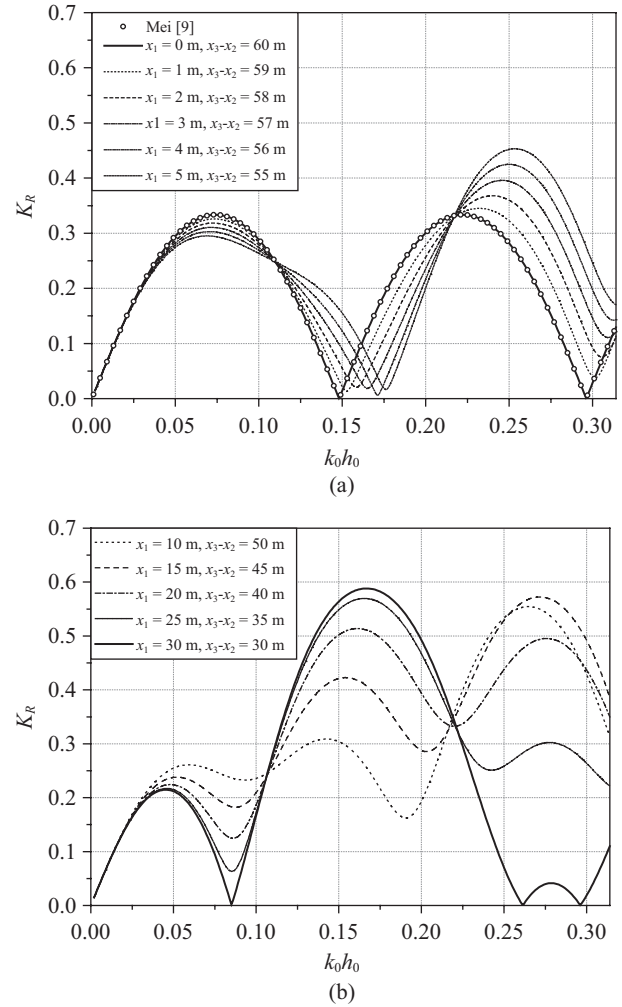 0.7
0.6
0.5
0.4
0.3
0.2
0.1
0.0
K_R
Mei [9]
x₁ = 0 m, x₃-x₂ = 60 m
x₁ = 1 m, x₃-x₂ = 59 m
x₁ = 2 m, x₃-x₂ = 58 m
x1 = 3 m, x₃-x₂ = 57 m
x₁ = 4 m, x₃-x₂ = 56 m
x₁ = 5 m, x₃-x₂ = 55 m
0.00 0.05 0.10 0.15 0.20 0.25 0.30
k₀h₀
(a)
0.7
0.6
0.5
0.4
0.3
0.2
0.1
0.0
K_R
x₁ = 10 m, x₃-x₂ = 50 m
x₁ = 15 m, x₃-x₂ = 45 m
x₁ = 20 m, x₃-x₂ = 40 m
x₁ = 25 m, x₃-x₂ = 35 m
x₁ = 30 m, x₃-x₂ = 30 m
0.00 0.05 0.10 0.15 0.20 0.25 0.30
k₀h₀
(b)